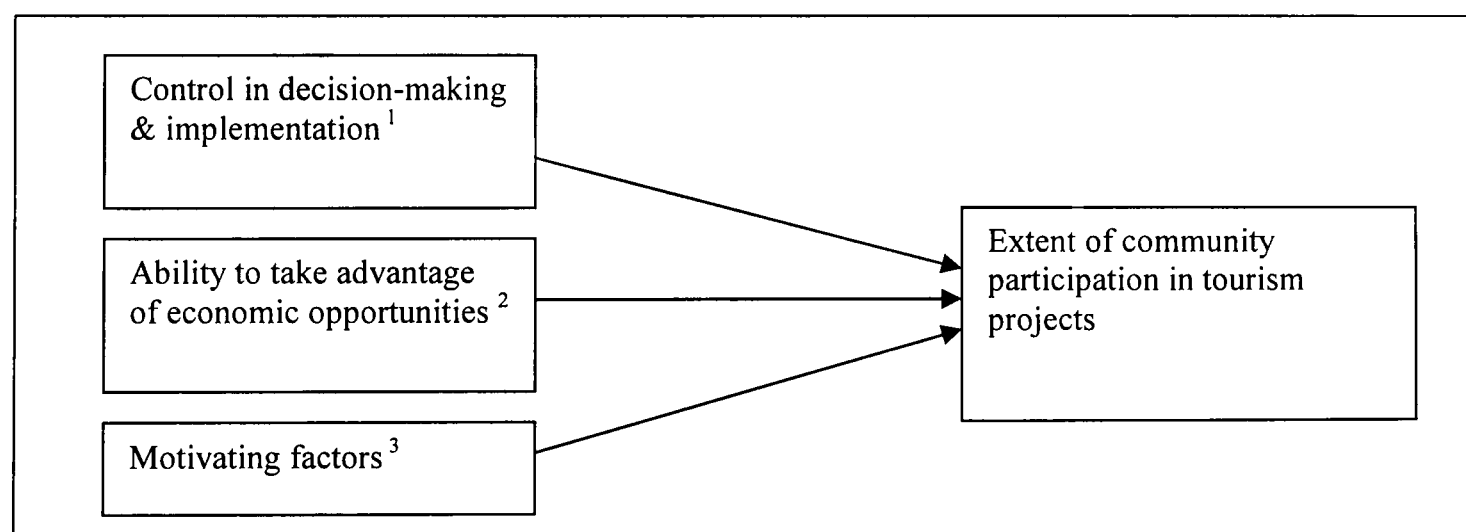 Control in decision-making
& implementation 1
Ability to take advantage
of economic opportunities 2
Motivating factors 3
Extent of community
participation in tourism
projects